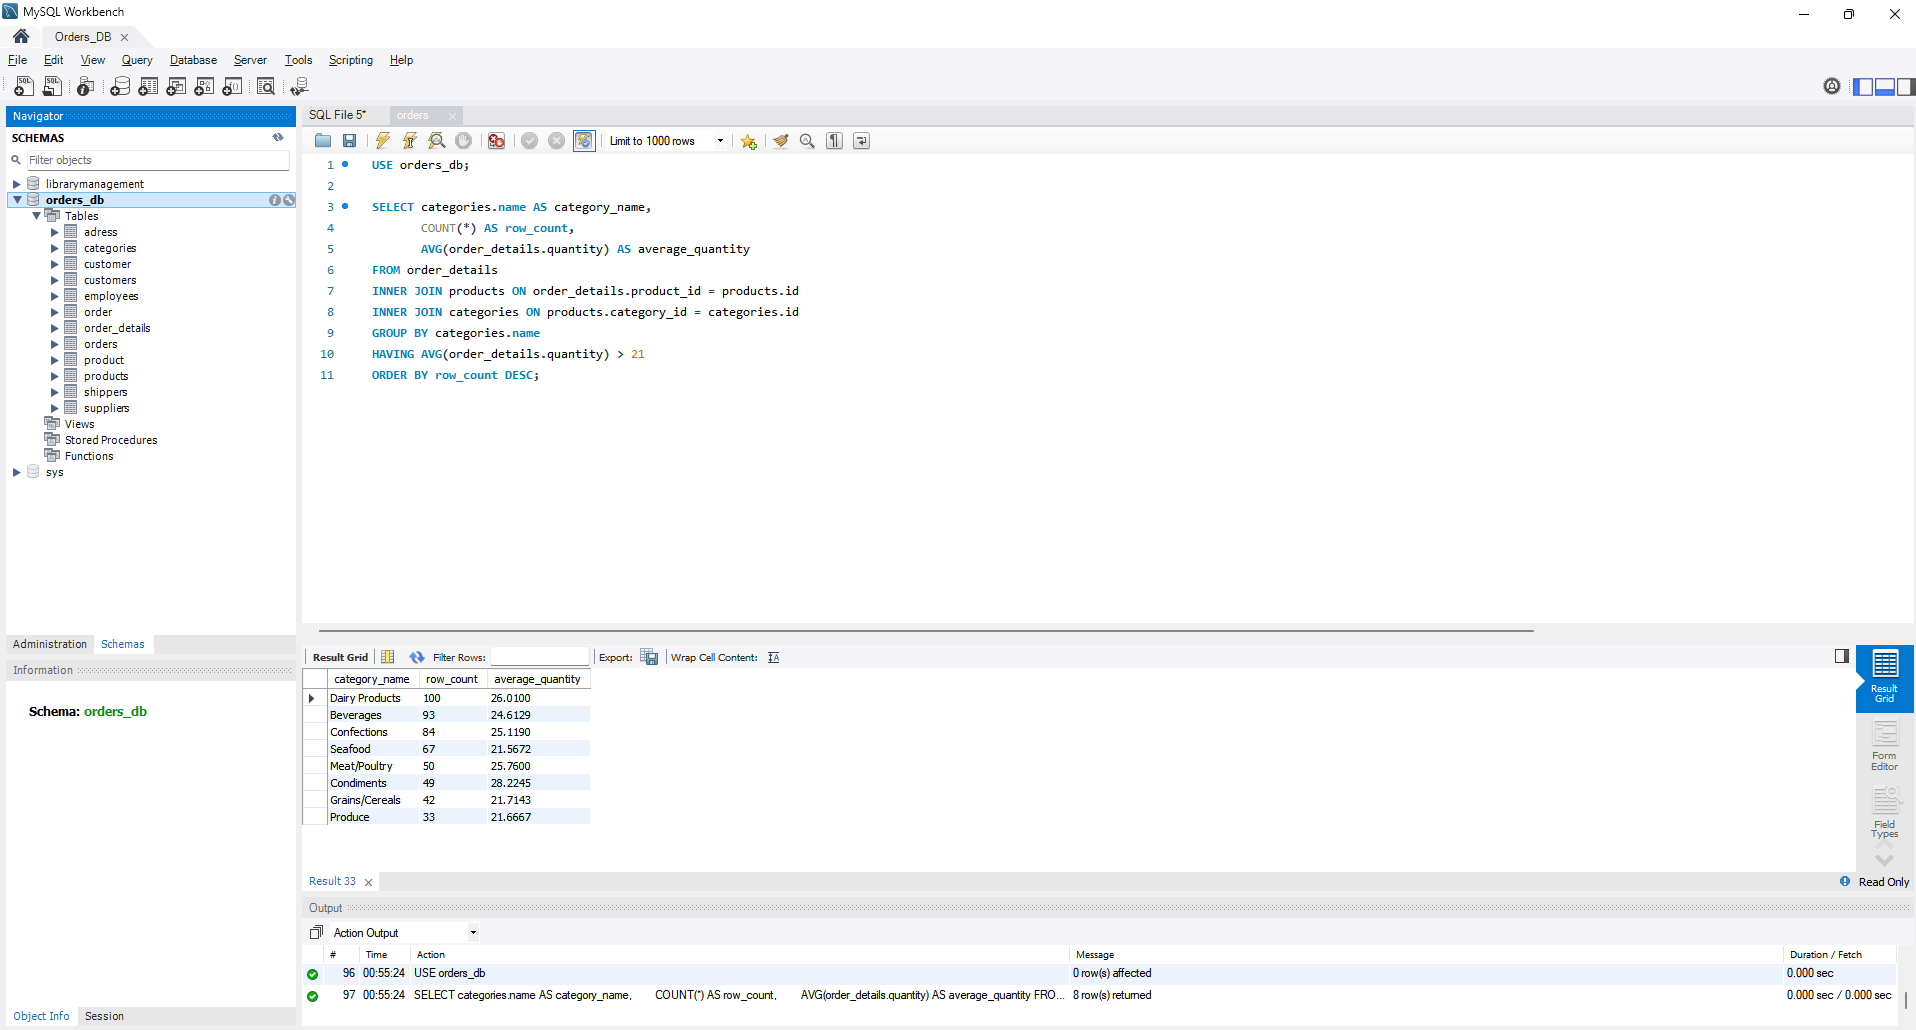 MySQL Workbench
Orders_DB
File Edit View Query Database Server Tools Scripting Help
Navigator
SCHEMAS
Filter objects
librarymanagement
orders_db
Tables
adress
categories
customer
customers
employees
order
order_details
orders
product
products
shippers
suppliers
Views
Stored Procedures
Functions
sys
Administration Schemas
Information
Schema: orders_db
Object Info Session
SQL File 5* orders
Limit to 1000 rows
1 USE orders_db;
2
3 SELECT categories.name AS category_name,
4 COUNT(*) AS row_count,
5 AVG(order_details.quantity) AS average_quantity
6 FROM order_details
7 INNER JOIN products ON order_details.product_id = products.id
8 INNER JOIN categories ON products.category_id = categories.id
9 GROUP BY categories.name
10 HAVING AVG(order_details.quantity) > 21
11 ORDER BY row_count DESC;
Result Grid Filter Rows: Export: Wrap Cell Content:
category_name row_count average_quantity
Dairy Products 100 26.0100
Beverages 93 24.6129
Confections 84 25.1190
Seafood 67 21.5672
Meat/Poultry 50 25.7600
Condiments 49 28.2245
Grains/Cereals 42 21.7143
Produce 33 21.6667
Result
Grid
Form
Editor
Field
Types
Result 33
Read Only
Output
Action Output
# Time Action Message Duration / Fetch
96 00:55:24 USE orders_db 0 row(s) affected 0.000 sec
97 00:55:24 SELECT categories.name AS category_name, COUNT(*) AS row_count, AVG(order_details.quantity) AS average_quantity FRO... 8 row(s) returned 0.000 sec / 0.000 sec